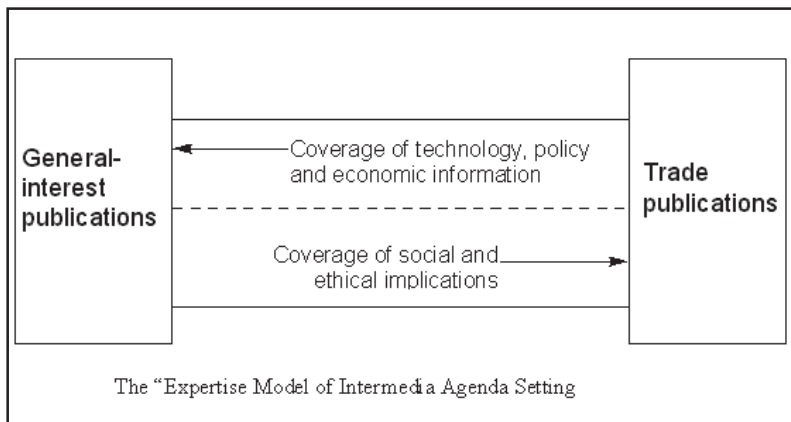 General-
interest
publications
Coverage of technology, policy
and economic information
Coverage of social and
ethical implications
Trade
publications
The “Expertise Model of Intermedia Agenda Setting